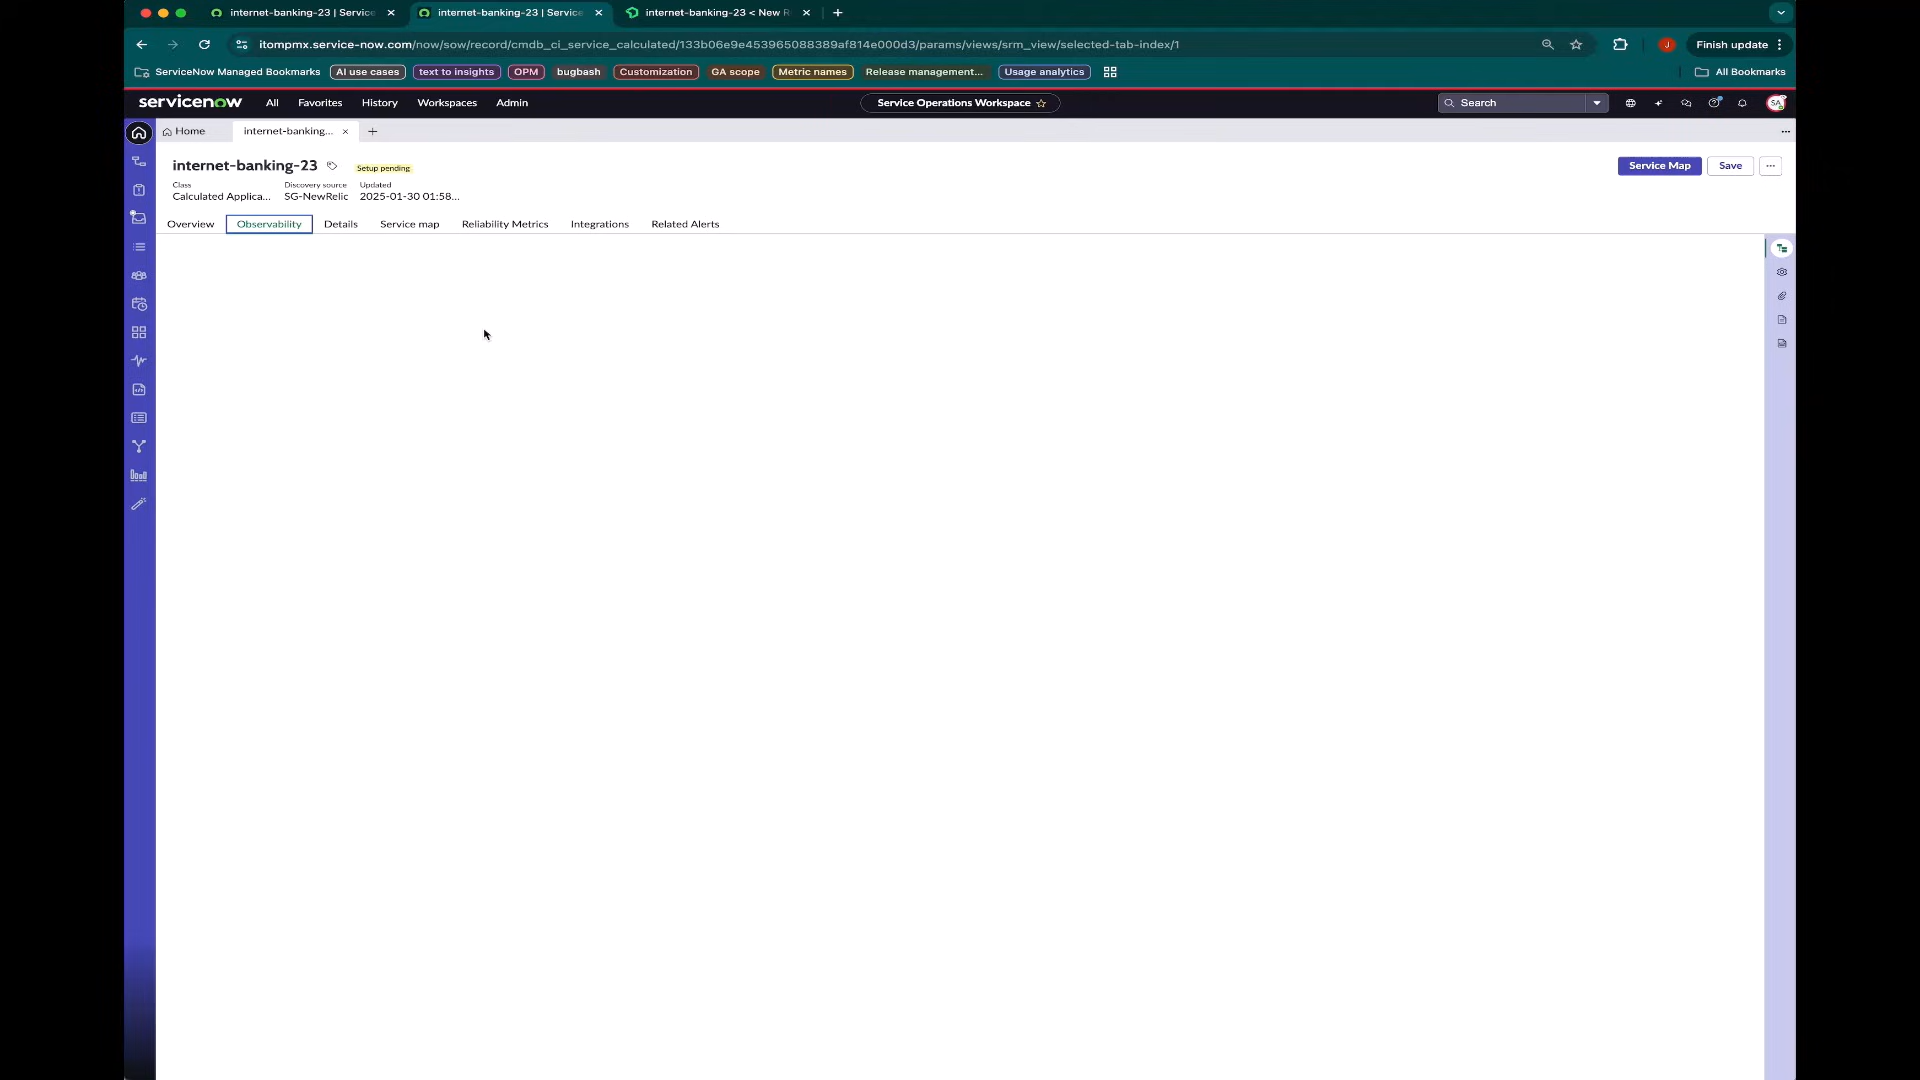 internet-banking-23 | Service
internet-banking-23 | Service
internet-banking-23 < New R
itompmx.service-now.com/now/sow/record/cmdb_ci_service_calculated/133b06e9e453965088389af814e000d3/params/views/srm_view/selected-tab-index/1
J
Finish update
ServiceNow Managed Bookmarks
AI use cases
text to insights
OPM
bugbash
Customization
GA scope
Metric names
Release management...
Usage analytics
All Bookmarks
servicenow
All
Favorites
History
Workspaces
Admin
Service Operations Workspace
Search
SA
Home
internet-banking...
internet-banking-23
Setup pending
Service Map
Save
Class
Discovery source
Updated
Calculated Applica...
SG-NewRelic
2025-01-30 01:58...
Overview
Observability
Details
Service map
Reliability Metrics
Integrations
Related Alerts